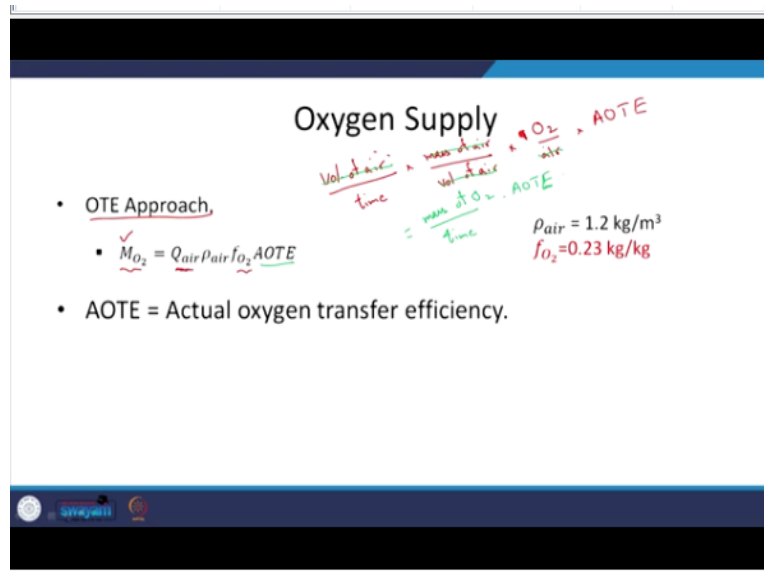 Oxygen Supply
Vol of air / time × mass of air / vol of air × g O₂ / air × AOTE
= mass of O₂ / time . AOTE
• OTE Approach,
▪ M_O₂ = Q_air ρ_air f_O₂ AOTE
ρ_air = 1.2 kg/m³
f_O₂=0.23 kg/kg
• AOTE = Actual oxygen transfer efficiency.
swayam